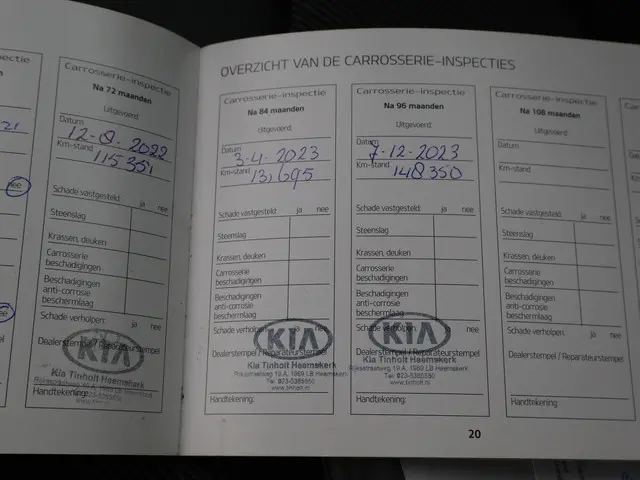 Carrosserie-inspectie
Na 72 maanden
Uitgevoerd:
Datum
12-8-2022
Km-stand
115351
Schade vastgesteld: ja nee
Steenslag
Krassen, deuken
Carrosserie
beschadigingen
Beschadigingen
anti-corrosie
beschermlaag
Schade verholpen: ja nee
KIA
Dealerstempel / Reparateurstempel
Kia Tinholt Heemskerk
Handtekening:
nee
nee
OVERZICHT VAN DE CARROSSERIE-INSPECTIES
Carrosserie-inspectie
Na 84 maanden
Uitgevoerd:
Datum
3-4-2023
Km-stand
13,695
Schade vastgesteld: ja nee
Steenslag
Krassen, deuken
Carrosserie
beschadigingen
Beschadigingen
anti-corrosie
beschermlaag
Schade verholpen: ja nee
KIA
Dealerstempel / Reparateurstempel
Kia Tinholt Heemskerk
Rijksstraatweg 19 A, 1969 LB Heemskerk
Tel: 023-5385550
www.tinholt.nl
Handtekening:
Carrosserie-inspectie
Na 96 maanden
Uitgevoerd:
Datum
7-12-2023
Km-stand
148350
Schade vastgesteld: ja nee
Steenslag
Krassen, deuken
Carrosserie
beschadigingen
Beschadigingen
anti-corrosie
beschermlaag
Schade verholpen: ja nee
KIA
Dealerstempel / Reparateurstempel
Kia Tinholt Heemskerk
Rijksstraatweg 19 A, 1969 LB Heemskerk
Tel: 023-5385550
www.tinholt.nl
Handtekening:
Carrosserie-inspectie
Na 108 maanden
Uitgevoerd:
Datum
Km-stand
Schade vastgesteld: ja nee
Steenslag
Krassen, deuken
Carrosserie
beschadigingen
Beschadigingen
anti-corrosie
beschermlaag
Schade verholpen: ja nee
Dealerstempel / Reparateurstempel
Handtekening:
20